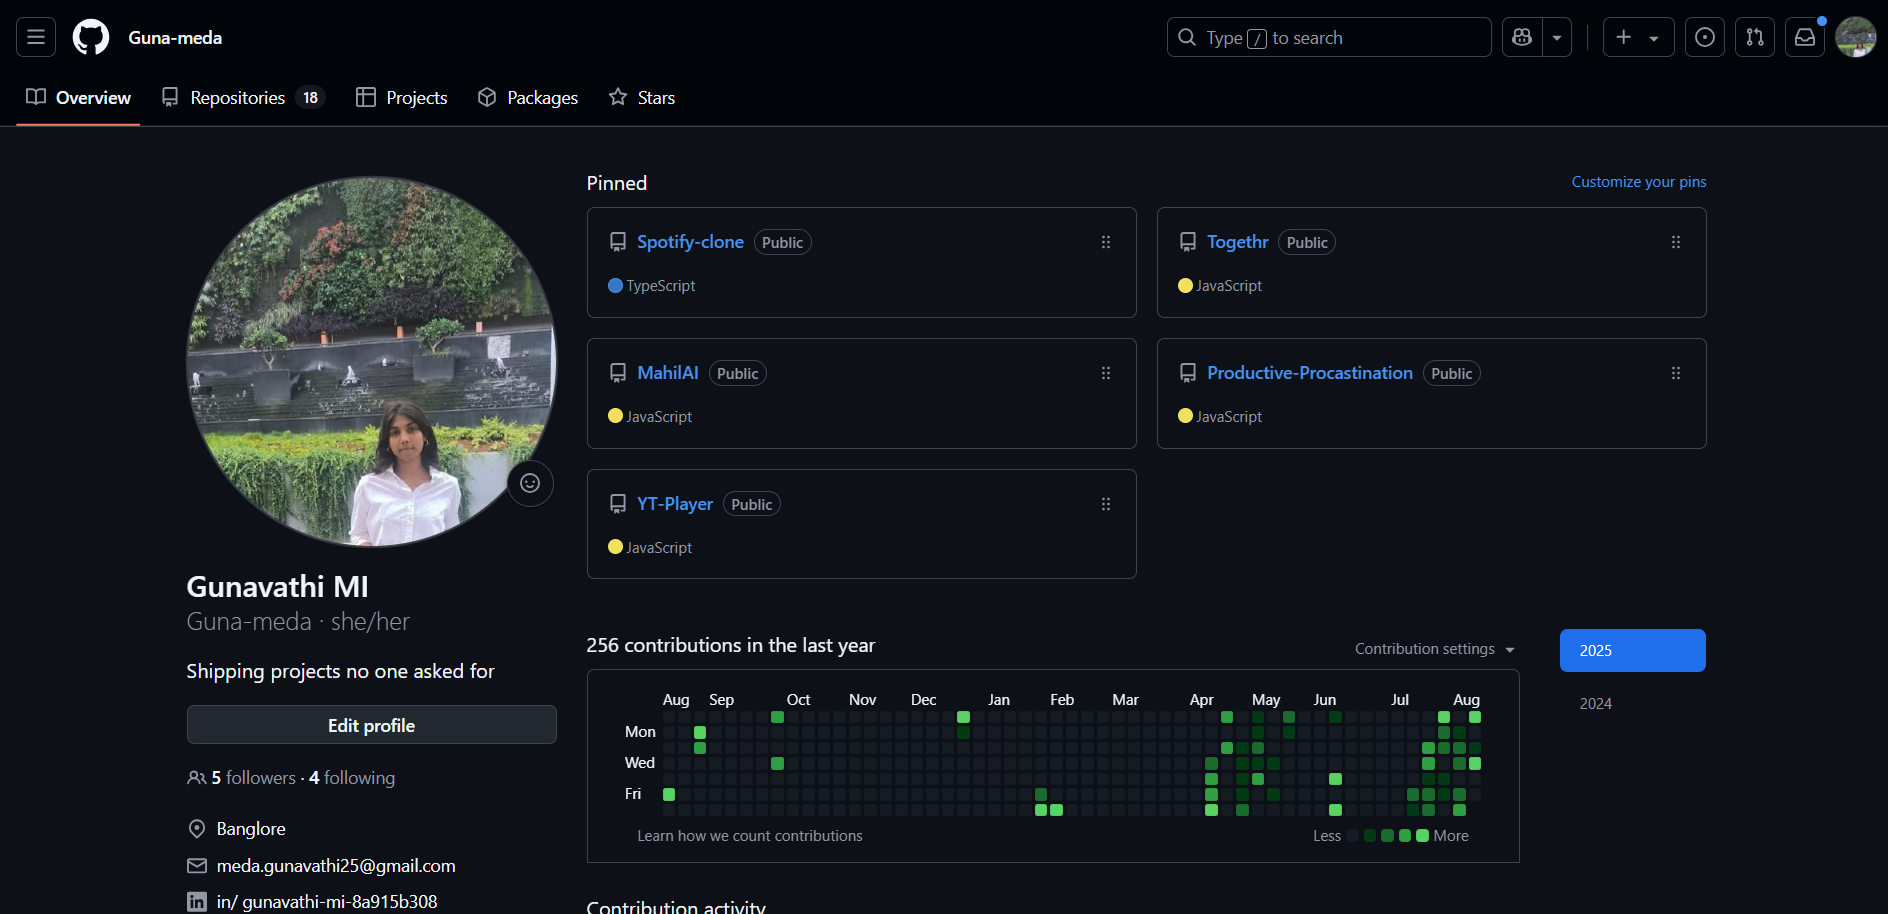 Guna-meda
Type / to search
Overview
Repositories 18
Projects
Packages
Stars
Gunavathi MI
Guna-meda · she/her
Shipping projects no one asked for
Edit profile
5 followers · 4 following
Banglore
meda.gunavathi25@gmail.com
in/ gunavathi-mi-8a915b308
Pinned
Customize your pins
Spotify-clone Public
TypeScript
Togethr Public
JavaScript
MahilAI Public
JavaScript
Productive-Procastination Public
JavaScript
YT-Player Public
JavaScript
256 contributions in the last year
Contribution settings
2025
2024
Aug Sep Oct Nov Dec Jan Feb Mar Apr May Jun Jul Aug
Mon
Wed
Fri
Learn how we count contributions
Less More
Contribution activity